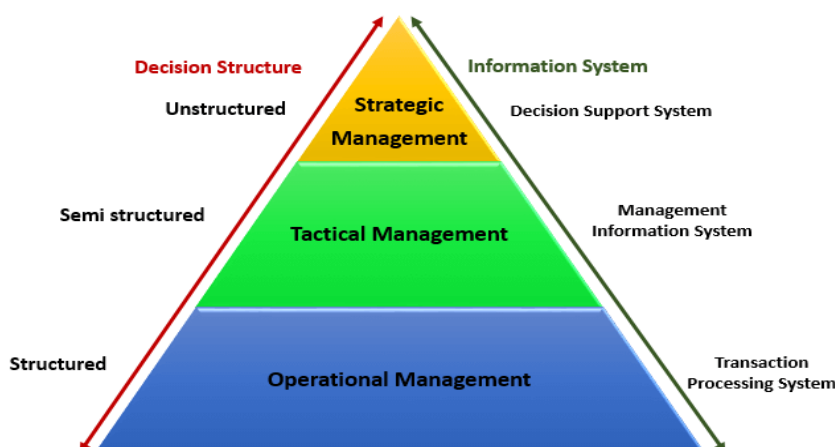 Decision Structure
Information System
Unstructured
Strategic
Management
Decision Support System
Semi structured
Tactical Management
Management
Information System
Structured
Operational Management
Transaction
Processing System